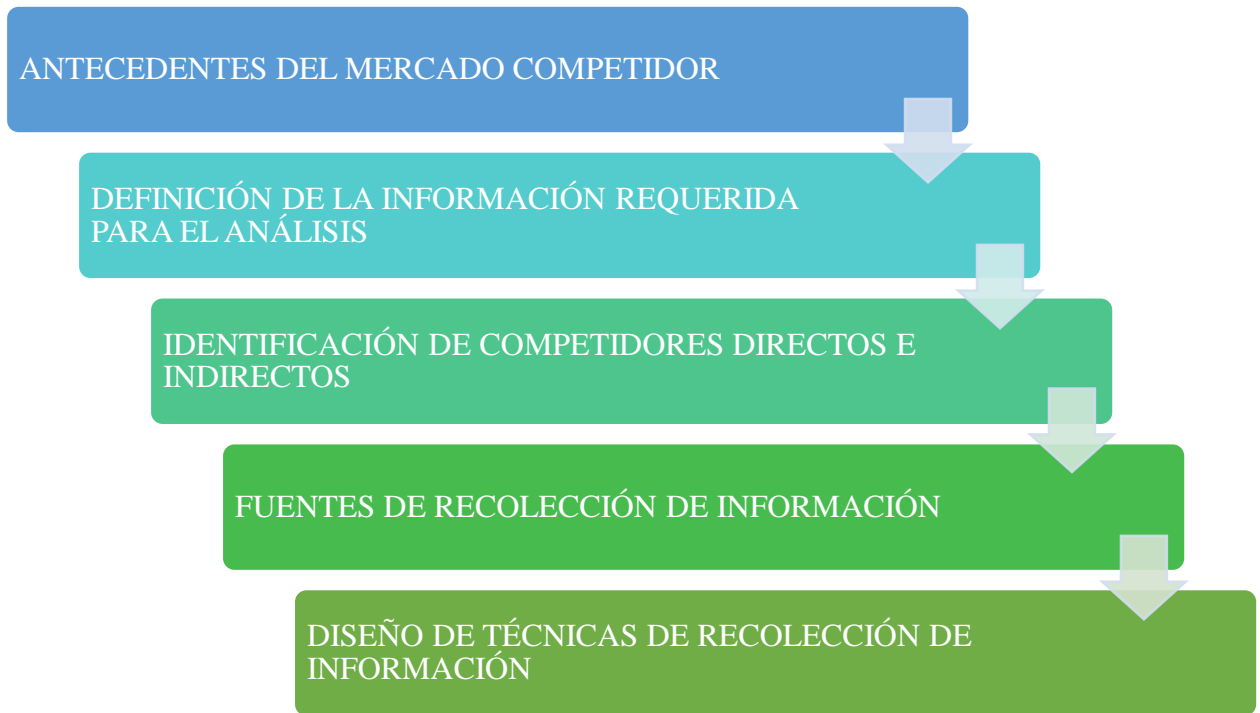 ANTECEDENTES DEL MERCADO COMPETIDOR
DEFINICIÓN DE LA INFORMACIÓN REQUERIDA
PARA EL ANÁLISIS
IDENTIFICACIÓN DE COMPETIDORES DIRECTOS E
INDIRECTOS
FUENTES DE RECOLECCIÓN DE INFORMACIÓN
DISEÑO DE TÉCNICAS DE RECOLECCIÓN DE
INFORMACIÓN